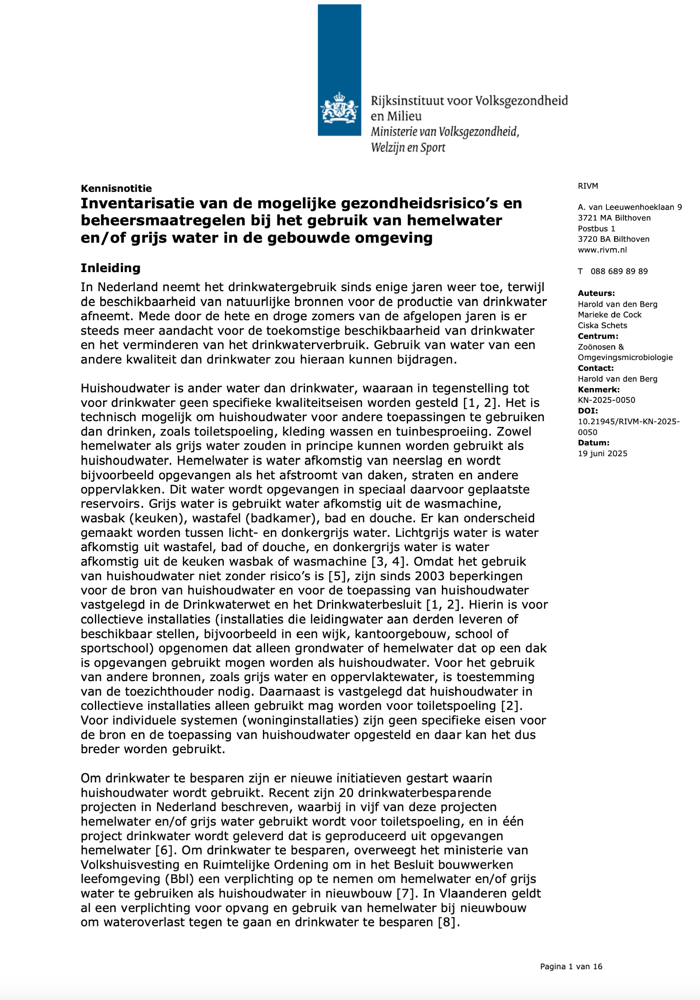 Rijksinstituut voor Volksgezondheid
en Milieu
Ministerie van Volksgezondheid,
Welzijn en Sport
Kennisnotitie
Inventarisatie van de mogelijke gezondheidsrisico’s en
beheersmaatregelen bij het gebruik van hemelwater
en/of grijs water in de gebouwde omgeving
Inleiding
In Nederland neemt het drinkwatergebruik sinds enige jaren weer toe, terwijl
de beschikbaarheid van natuurlijke bronnen voor de productie van drinkwater
afneemt. Mede door de hete en droge zomers van de afgelopen jaren is er
steeds meer aandacht voor de toekomstige beschikbaarheid van drinkwater
en het verminderen van het drinkwaterverbruik. Gebruik van water van een
andere kwaliteit dan drinkwater zou hieraan kunnen bijdragen.
Huishoudwater is ander water dan drinkwater, waaraan in tegenstelling tot
voor drinkwater geen specifieke kwaliteitseisen worden gesteld [1, 2]. Het is
technisch mogelijk om huishoudwater voor andere toepassingen te gebruiken
dan drinken, zoals toiletspoeling, kleding wassen en tuinbesproeiing. Zowel
hemelwater als grijs water zouden in principe kunnen worden gebruikt als
huishoudwater. Hemelwater is water afkomstig van neerslag en wordt
bijvoorbeeld opgevangen als het afstroomt van daken, straten en andere
oppervlakken. Dit water wordt opgevangen in speciaal daarvoor geplaatste
reservoirs. Grijs water is gebruikt water afkomstig uit de wasmachine,
wasbak (keuken), wastafel (badkamer), bad en douche. Er kan onderscheid
gemaakt worden tussen licht- en donkergrijs water. Lichtgrijs water is water
afkomstig uit wastafel, bad of douche, en donkergrijs water is water
afkomstig uit de keuken wasbak of wasmachine [3, 4]. Omdat het gebruik
van huishoudwater niet zonder risico’s is [5], zijn sinds 2003 beperkingen
voor de bron van huishoudwater en voor de toepassing van huishoudwater
vastgelegd in de Drinkwaterwet en het Drinkwaterbesluit [1, 2]. Hierin is voor
collectieve installaties (installaties die leidingwater aan derden leveren of
beschikbaar stellen, bijvoorbeeld in een wijk, kantoorgebouw, school of
sportschool) opgenomen dat alleen grondwater of hemelwater dat op een dak
is opgevangen gebruikt mogen worden als huishoudwater. Voor het gebruik
van andere bronnen, zoals grijs water en oppervlaktewater, is toestemming
van de toezichthouder nodig. Daarnaast is vastgelegd dat huishoudwater in
collectieve installaties alleen gebruikt mag worden voor toiletspoeling [2].
Voor individuele systemen (woninginstallaties) zijn geen specifieke eisen voor
de bron en de toepassing van huishoudwater opgesteld en daar kan het dus
breder worden gebruikt.
Om drinkwater te besparen zijn er nieuwe initiatieven gestart waarin
huishoudwater wordt gebruikt. Recent zijn 20 drinkwaterbesparende
projecten in Nederland beschreven, waarbij in vijf van deze projecten
hemelwater en/of grijs water gebruikt wordt voor toiletspoeling, en in één
project drinkwater wordt geleverd dat is geproduceerd uit opgevangen
hemelwater [6]. Om drinkwater te besparen, overweegt het ministerie van
Volkshuisvesting en Ruimtelijke Ordening om in het Besluit bouwwerken
leefomgeving (Bbl) een verplichting op te nemen om hemelwater en/of grijs
water te gebruiken als huishoudwater in nieuwbouw [7]. In Vlaanderen geldt
al een verplichting voor opvang en gebruik van hemelwater bij nieuwbouw
om wateroverlast tegen te gaan en drinkwater te besparen [8].
RIVM
A. van Leeuwenhoeklaan 9
3721 MA Bilthoven
Postbus 1
3720 BA Bilthoven
www.rivm.nl
T 088 689 89 89
Auteurs:
Harold van den Berg
Marieke de Cock
Ciska Schets
Centrum:
Zoönosen &
Omgevingsmicrobiologie
Contact:
Harold van den Berg
Kenmerk:
KN-2025-0050
DOI:
10.21945/RIVM-KN-2025-
0050
Datum:
19 juni 2025
Pagina 1 van 16